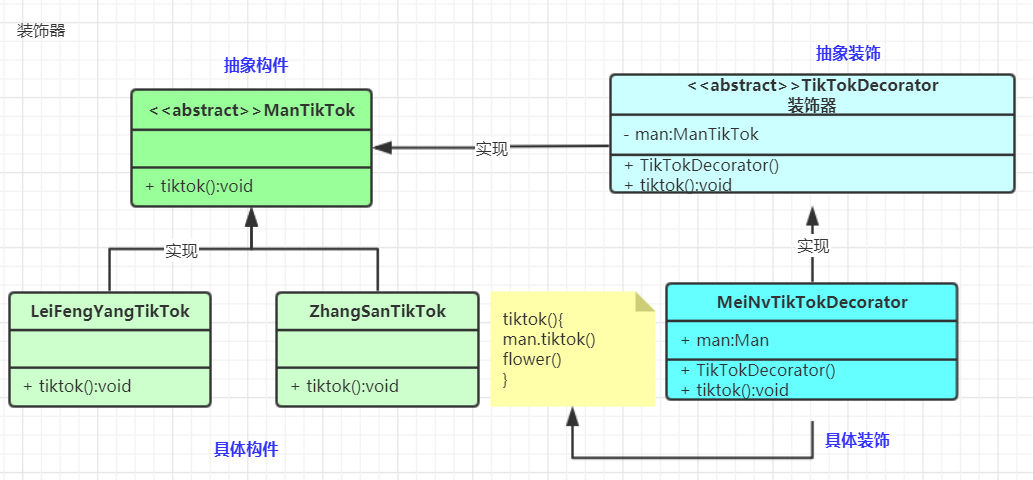 装饰器
抽象构件
<<abstract>>ManTikTok
+ tiktok():void
抽象装饰
<<abstract>>TikTokDecorator
装饰器
- man:ManTikTok
+ TikTokDecorator()
+ tiktok():void
实现
实现
实现
LeiFengYangTikTok
+ tiktok():void
ZhangSanTikTok
+ tiktok():void
tiktok(){
man.tiktok()
flower()
}
MeiNvTikTokDecorator
+ man:Man
+ TikTokDecorator()
+ tiktok():void
具体构件
具体装饰